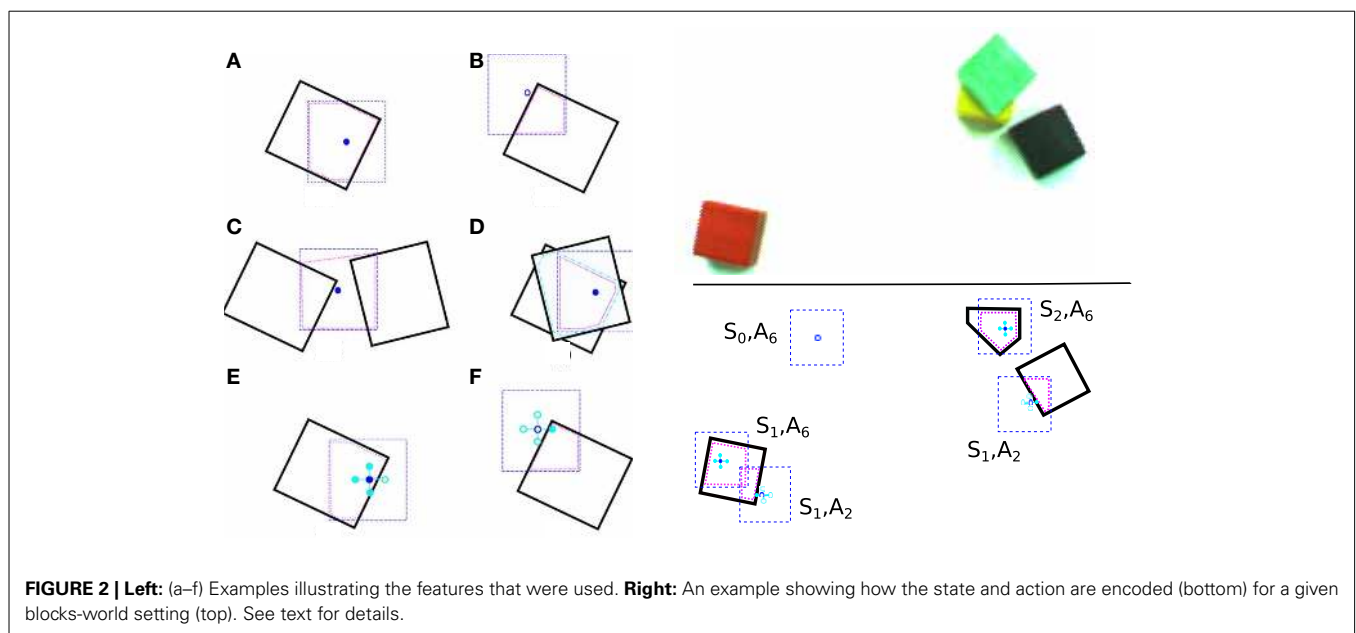 A
B
C
D
E
F
S₀,A₆
S₂,A₆
S₁,A₆
S₁,A₂
S₁,A₂
FIGURE 2 | Left: (a–f) Examples illustrating the features that were used. Right: An example showing how the state and action are encoded (bottom) for a given
blocks-world setting (top). See text for details.